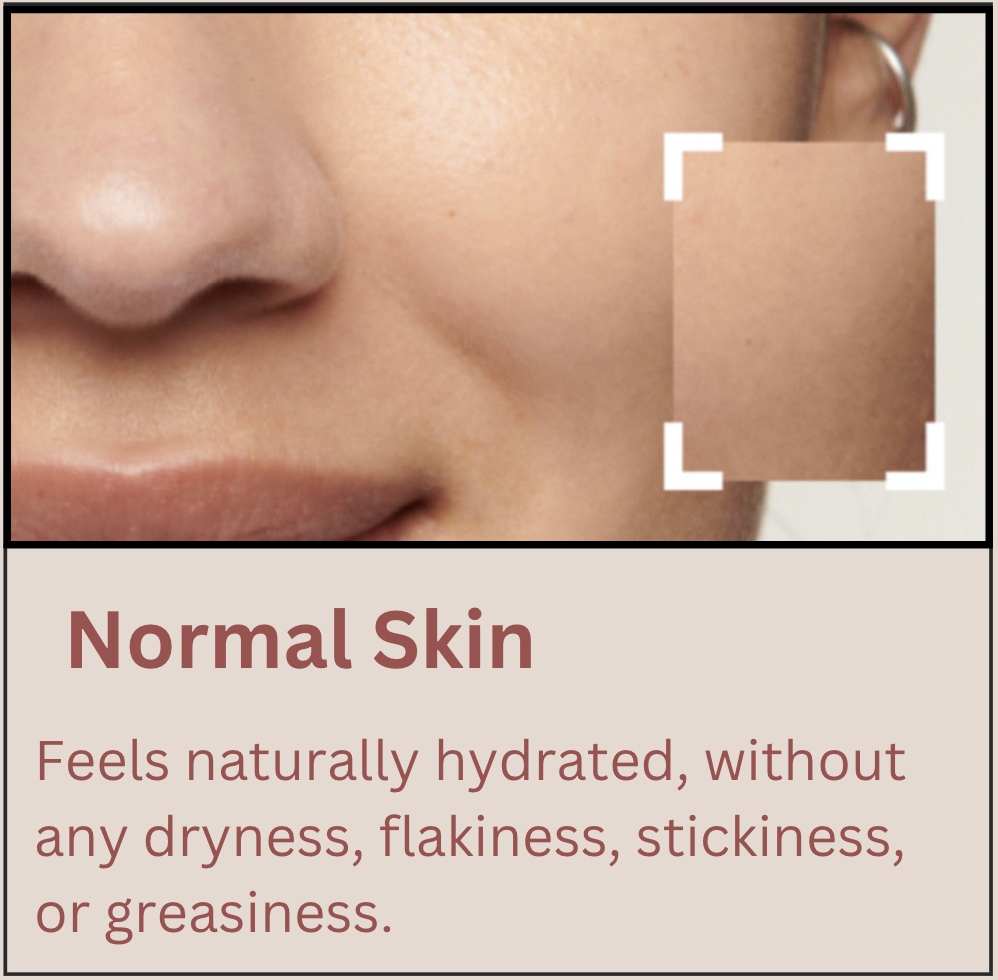 Normal Skin
Feels naturally hydrated, without
any dryness, flakiness, stickiness,
or greasiness.